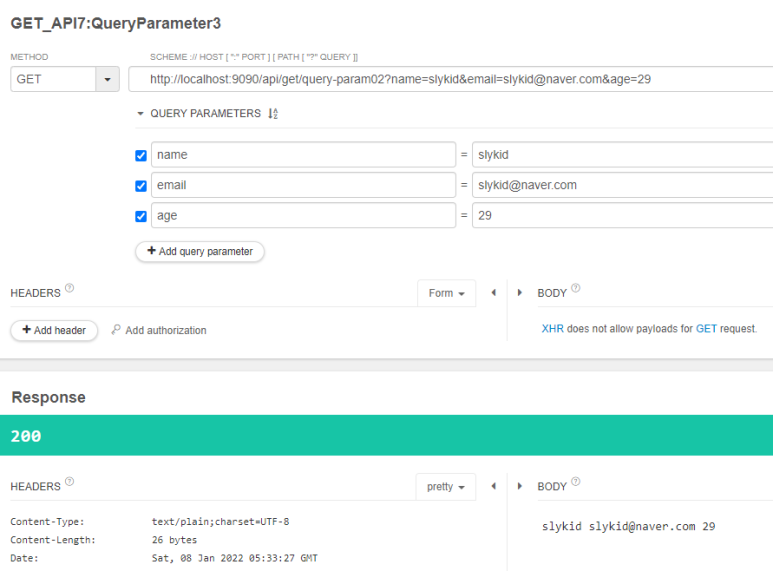 GET_API7:QueryParameter3
METHOD SCHEME :// HOST [ ":" PORT ] [ PATH [ "?" QUERY ]]
GET http://localhost:9090/api/get/query-param02?name=slykid&email=slykid@naver.com&age=29
QUERY PARAMETERS
name = slykid
email = slykid@naver.com
age = 29
+ Add query parameter
HEADERS ? Form BODY ?
+ Add header Add authorization XHR does not allow payloads for GET request.
Response
200
HEADERS ? pretty BODY ?
Content-Type: text/plain;charset=UTF-8 slykid slykid@naver.com 29
Content-Length: 26 bytes
Date: Sat, 08 Jan 2022 05:33:27 GMT